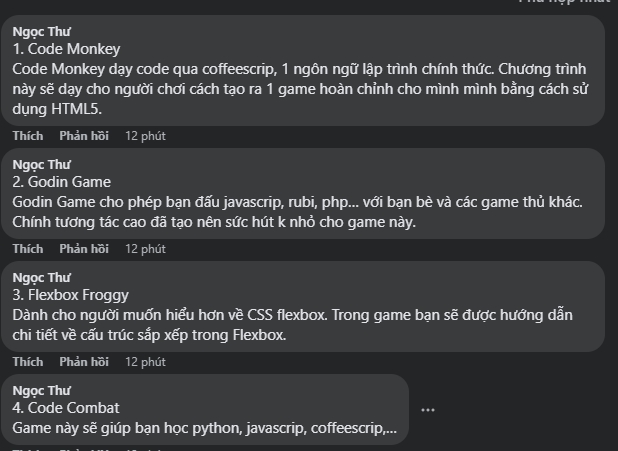 Ngọc Thư
1. Code Monkey
Code Monkey dạy code qua coffeescrip, 1 ngôn ngữ lập trình chính thức. Chương trình
này sẽ dạy cho người chơi cách tạo ra 1 game hoàn chỉnh cho mình mình bằng cách sử
dụng HTML5.
Thích Phản hồi 12 phút
Ngọc Thư
2. Godin Game
Godin Game cho phép bạn đấu javascrip, rubi, php... với bạn bè và các game thủ khác.
Chính tương tác cao đã tạo nên sức hút k nhỏ cho game này.
Thích Phản hồi 12 phút
Ngọc Thư
3. Flexbox Froggy
Dành cho người muốn hiểu hơn về CSS flexbox. Trong game bạn sẽ được hướng dẫn
chi tiết về cấu trúc sắp xếp trong Flexbox.
Thích Phản hồi 12 phút
Ngọc Thư
4. Code Combat
Game này sẽ giúp bạn học python, javascrip, coffeescrip,...